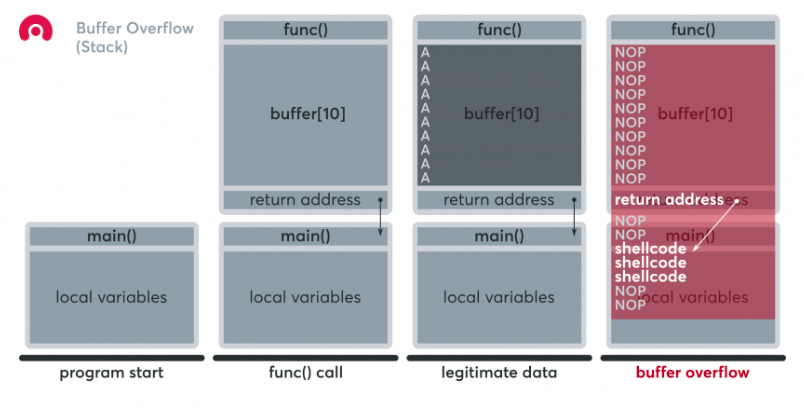 Buffer Overflow
(Stack)
main()
local variables
program start
func()
buffer[10]
return address
main()
local variables
func() call
func()
A
A
A
A
A
buffer[10]
A
A
A
A
A
return address
main()
local variables
legitimate data
func()
NOP
NOP
NOP
NOP
NOP
buffer[10]
NOP
NOP
NOP
NOP
NOP
return address
NOP
NOP
main()
shellcode
shellcode
shellcode
NOP
local variables
NOP
buffer overflow